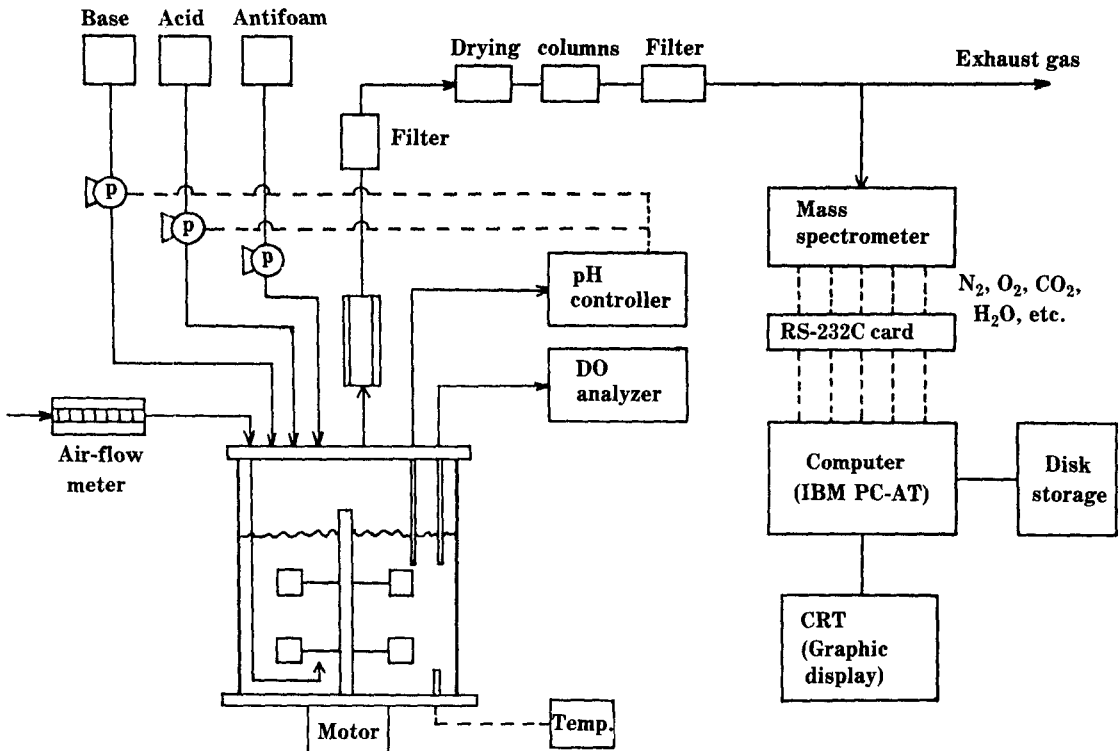 Base Acid Antifoam
Drying columns Filter
Exhaust gas
Filter
p
p
p
Mass
spectrometer
pH
controller
N₂, O₂, CO₂,
H₂O, etc.
RS-232C card
DO
analyzer
Air-flow
meter
Computer
(IBM PC-AT)
Disk
storage
CRT
(Graphic
display)
Motor
Temp.